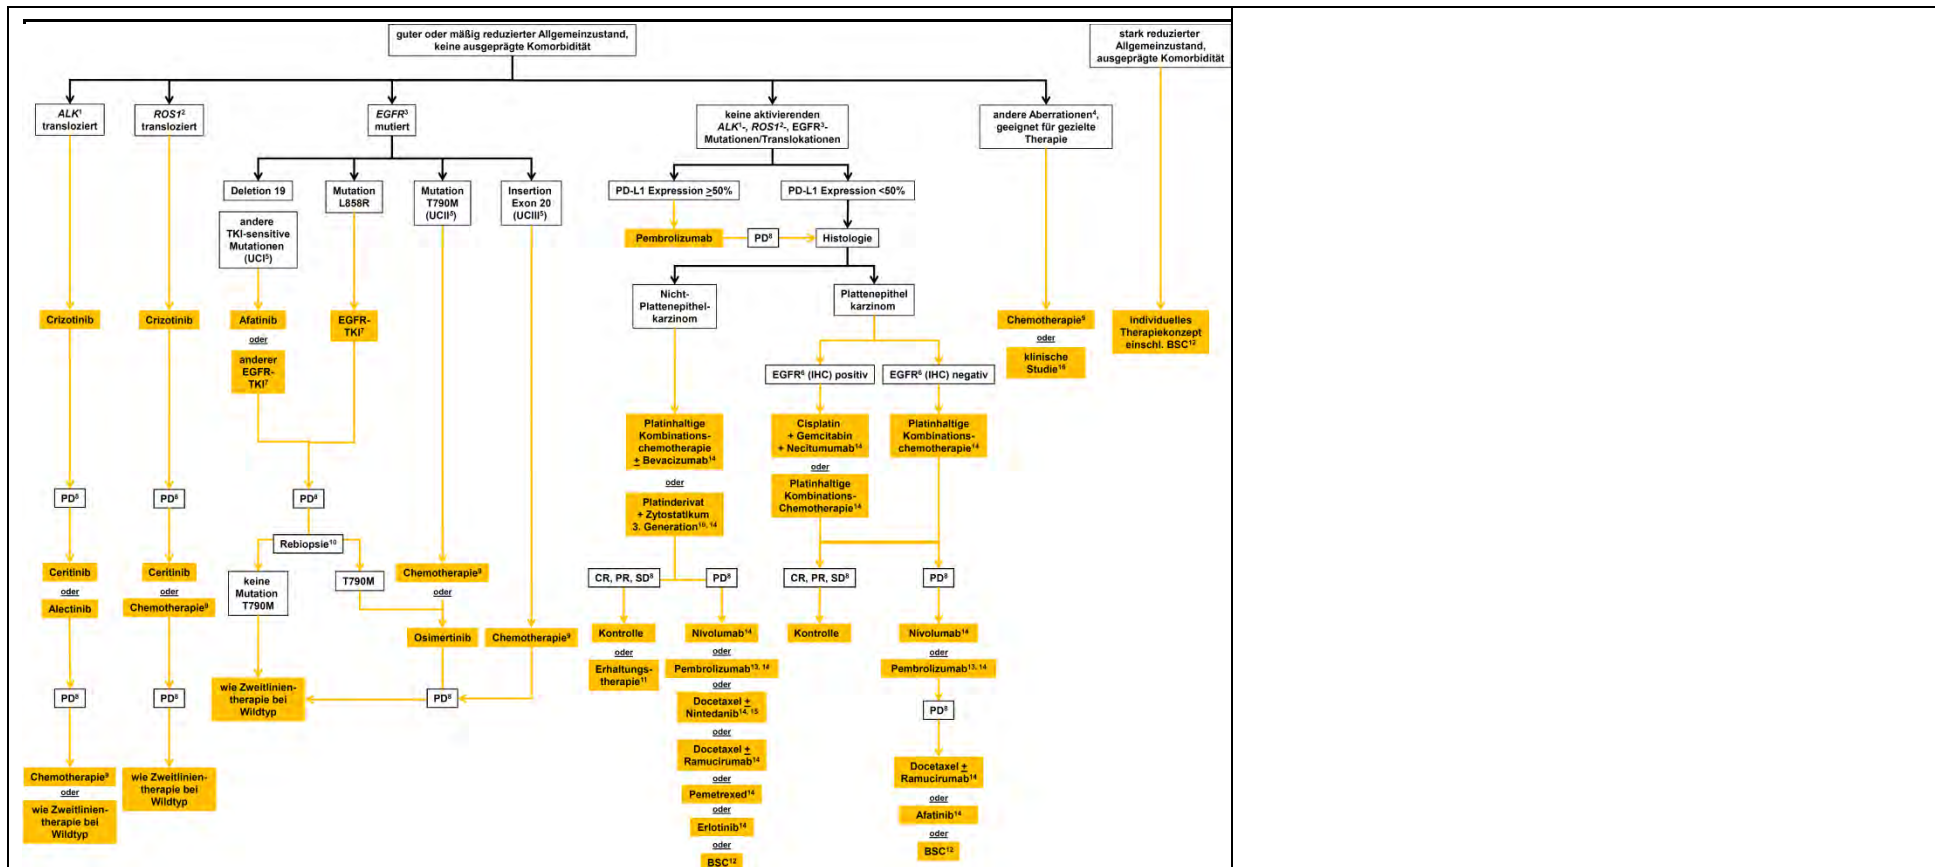 guter oder mäßig reduzierter Allgemeinzustand,
keine ausgeprägte Komorbidität
stark reduzierter
Allgemeinzustand,
ausgeprägte Komorbidität
ALK¹
transloziert
ROS1²
transloziert
EGFR³
mutiert
keine aktivierenden
ALK¹-, ROS1²-, EGFR³-
Mutationen/Translokationen
andere Aberrationen⁴,
geeignet für gezielte
Therapie
Deletion 19
Mutation
L858R
Mutation
T790M
(UCII⁵)
Insertion
Exon 20
(UCIII⁵)
PD-L1 Expression ≥50%
PD-L1 Expression <50%
andere
TKI-sensitive
Mutationen
(UCI⁵)
Pembrolizumab
PD⁸
Histologie
Nicht-
Plattenepithel-
karzinom
Plattenepithel
karzinom
Crizotinib
Crizotinib
Afatinib
oder
anderer
EGFR-
TKI⁷
EGFR-
TKI⁷
Chemotherapie⁹
oder
klinische
Studie¹⁶
individuelles
Therapiekonzept
einschl. BSC¹²
EGFR⁶ (IHC) positiv
EGFR⁶ (IHC) negativ
Platinhaltige
Kombinations-
chemotherapie
± Bevacizumab¹⁴
oder
Platinderivat
+ Zytostatikum
3. Generation¹⁰, ¹⁴
Cisplatin
+ Gemcitabin
+ Necitumumab¹⁴
oder
Platinhaltige
Kombinations-
Chemotherapie¹⁴
Platinhaltige
Kombinations-
chemotherapie¹⁴
PD⁸
PD⁸
PD⁸
Rebiopsie¹⁰
Ceritinib
oder
Alectinib
Ceritinib
oder
Chemotherapie⁹
keine
Mutation
T790M
T790M
Chemotherapie⁹
oder
Osimertinib
Chemotherapie⁹
CR, PR, SD⁸
PD⁸
CR, PR, SD⁸
PD⁸
Kontrolle
oder
Erhaltungs-
therapie¹¹
Nivolumab¹⁴
oder
Pembrolizumab¹³, ¹⁴
oder
Docetaxel ±
Nintedanib¹⁴, ¹⁵
oder
Docetaxel ±
Ramucirumab¹⁴
oder
Pemetrexed¹⁴
oder
Erlotinib¹⁴
oder
BSC¹²
Kontrolle
Nivolumab¹⁴
oder
Pembrolizumab¹³, ¹⁴
PD⁸
Docetaxel ±
Ramucirumab¹⁴
oder
Afatinib¹⁴
oder
BSC¹²
PD⁸
PD⁸
wie Zweitlinien-
therapie bei
Wildtyp
PD⁸
Chemotherapie⁹
oder
wie Zweitlinien-
therapie bei
Wildtyp
wie Zweitlinien-
therapie bei
Wildtyp